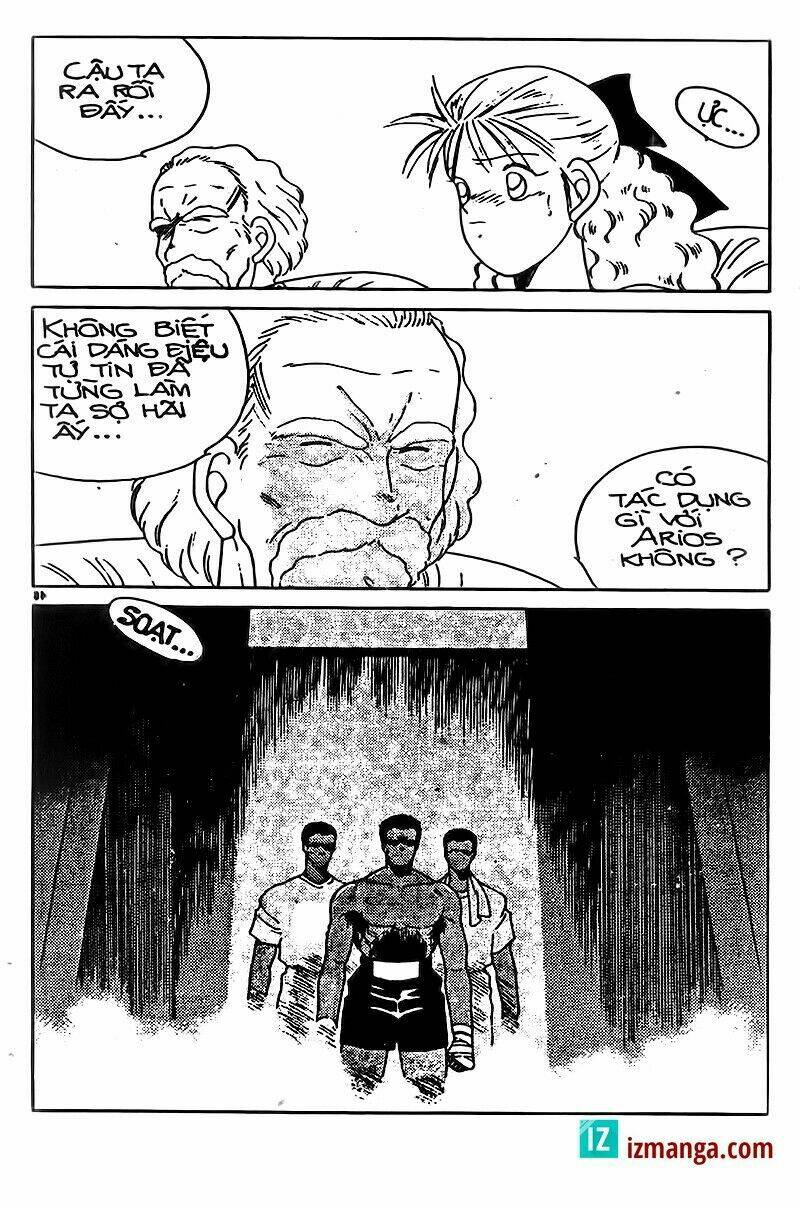 CẬU TA
RA RỒI
ĐẤY...
ỰC...
KHÔNG BIẾT
CÁI DÁNG ĐIỆU
TỰ TIN ĐÃ
TỪNG LÀM
TA SỢ HÃI
ẤY...
CÓ
TÁC DỤNG
GÌ VỚI
ARIOS
KHÔNG ?
SOẠT...
IZ izmanga.com